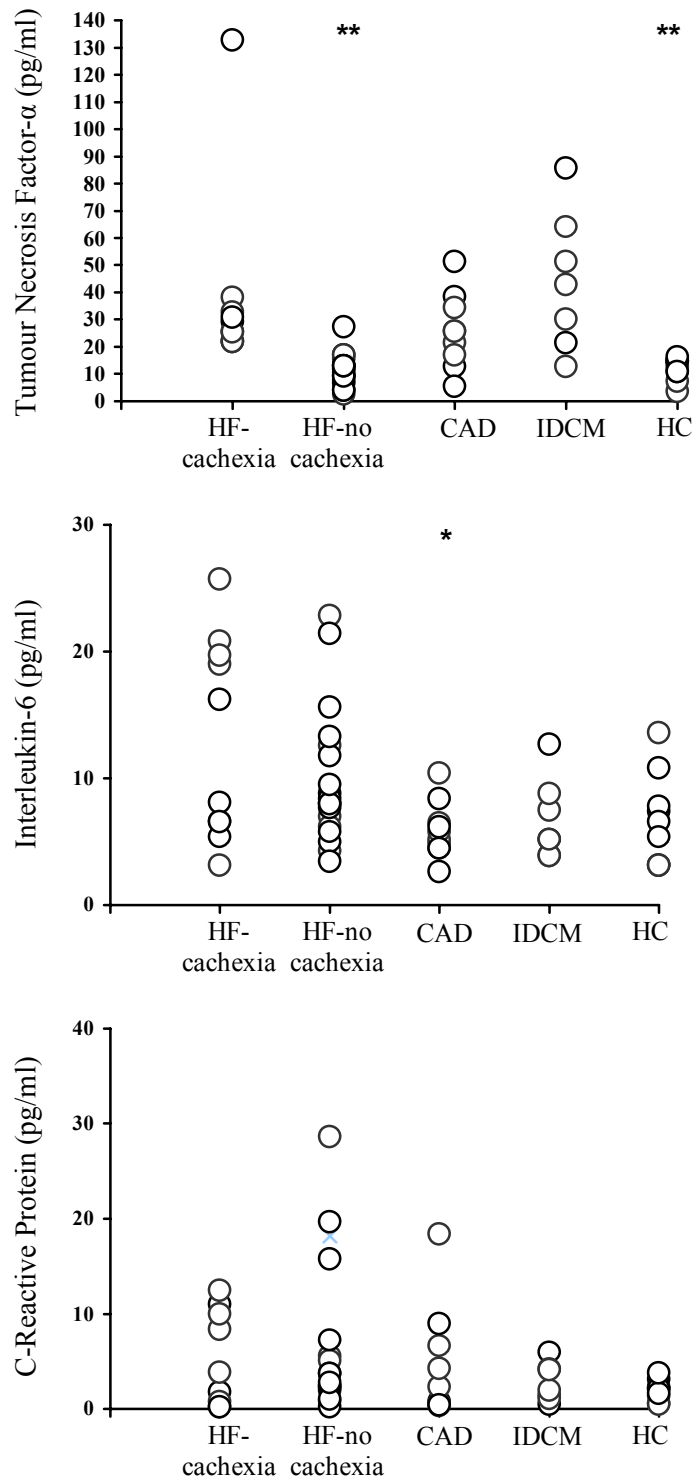 Tumour Necrosis Factor-α (pg/ml)
140
130
120
110
100
90
80
70
60
50
40
30
20
10
0
**
**
HF-
cachexia
HF-no
cachexia
CAD
IDCM
HC
Interleukin-6 (pg/ml)
30
20
10
0
*
HF-
cachexia
HF-no
cachexia
CAD
IDCM
HC
C-Reactive Protein (pg/ml)
40
30
20
10
0
HF-
cachexia
HF-no
cachexia
CAD
IDCM
HC